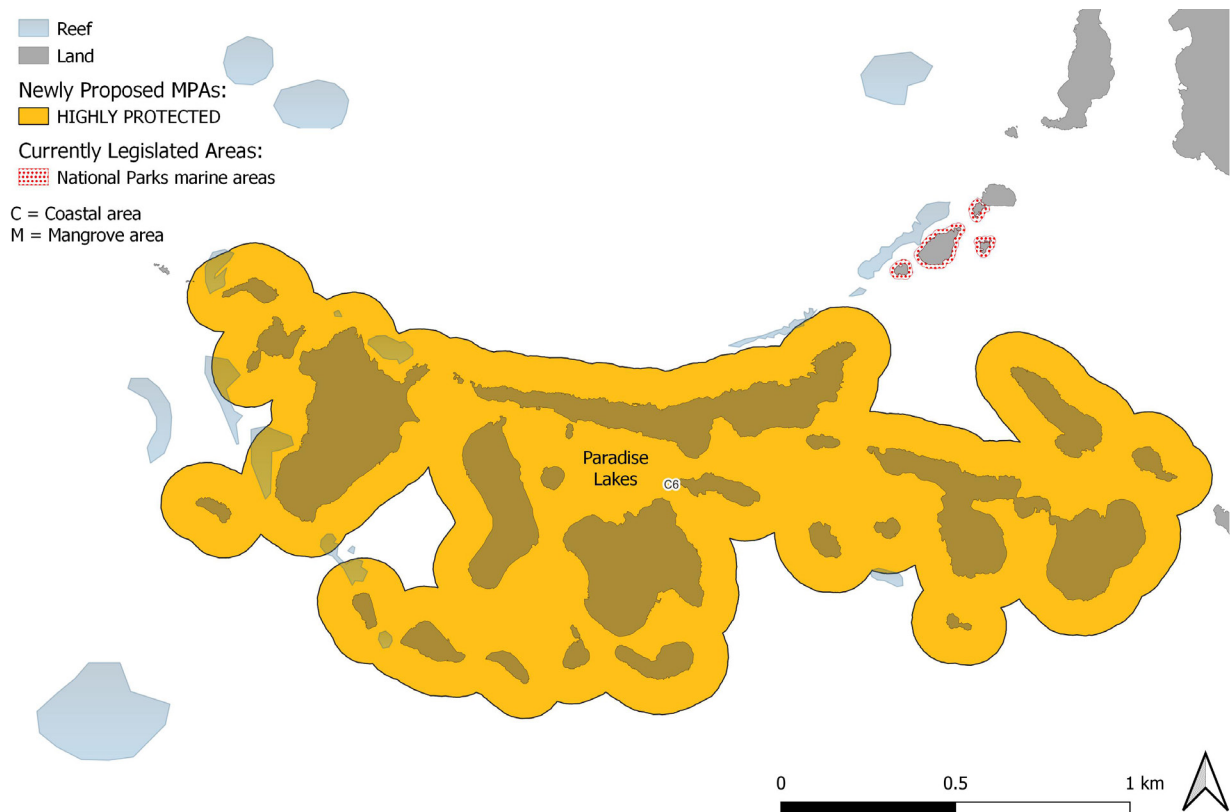 Reef
Land
Newly Proposed MPAs:
HIGHLY PROTECTED
Currently Legislated Areas:
National Parks marine areas
C = Coastal area
M = Mangrove area
Paradise
Lakes
C6
0 0.5 1 km